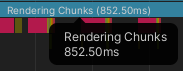 Rendering Chunks (852.50ms)
Rendering Chunks
852.50ms